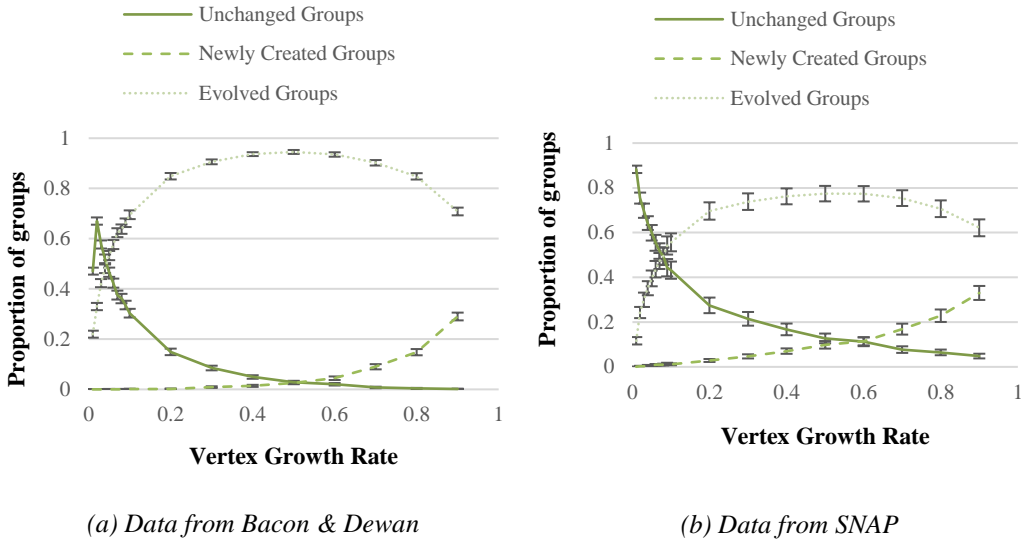 Unchanged Groups
Newly Created Groups
Evolved Groups
Proportion of groups
1
0.8
0.6
0.4
0.2
0
0 0.2 0.4 0.6 0.8 1
Vertex Growth Rate
(a) Data from Bacon & Dewan
Unchanged Groups
Newly Created Groups
Evolved Groups
Proportion of groups
1
0.8
0.6
0.4
0.2
0
0 0.2 0.4 0.6 0.8 1
Vertex Growth Rate
(b) Data from SNAP